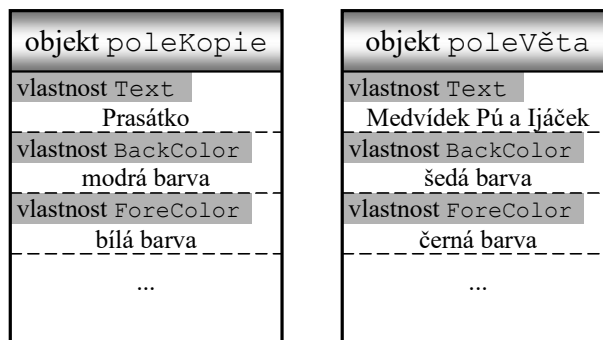 objekt poleKopie
vlastnost Text
Prasátko
vlastnost BackColor
modrá barva
vlastnost ForeColor
bílá barva
...
objekt poleVěta
vlastnost Text
Medvídek Pú a Ijáček
vlastnost BackColor
šedá barva
vlastnost ForeColor
černá barva
...